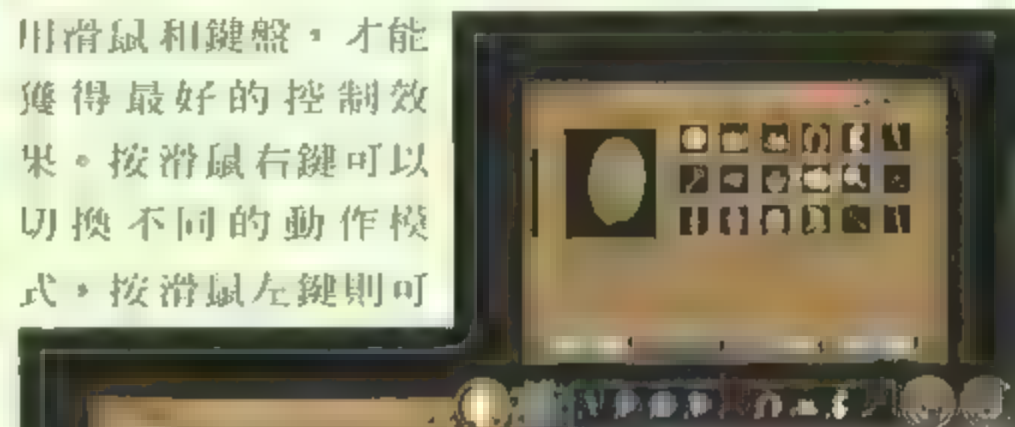 用滑鼠和鍵盤，才能
獲得最好的控制效
果。按滑鼠右鍵可以
切換不同的動作模
式，按滑鼠左鍵則可